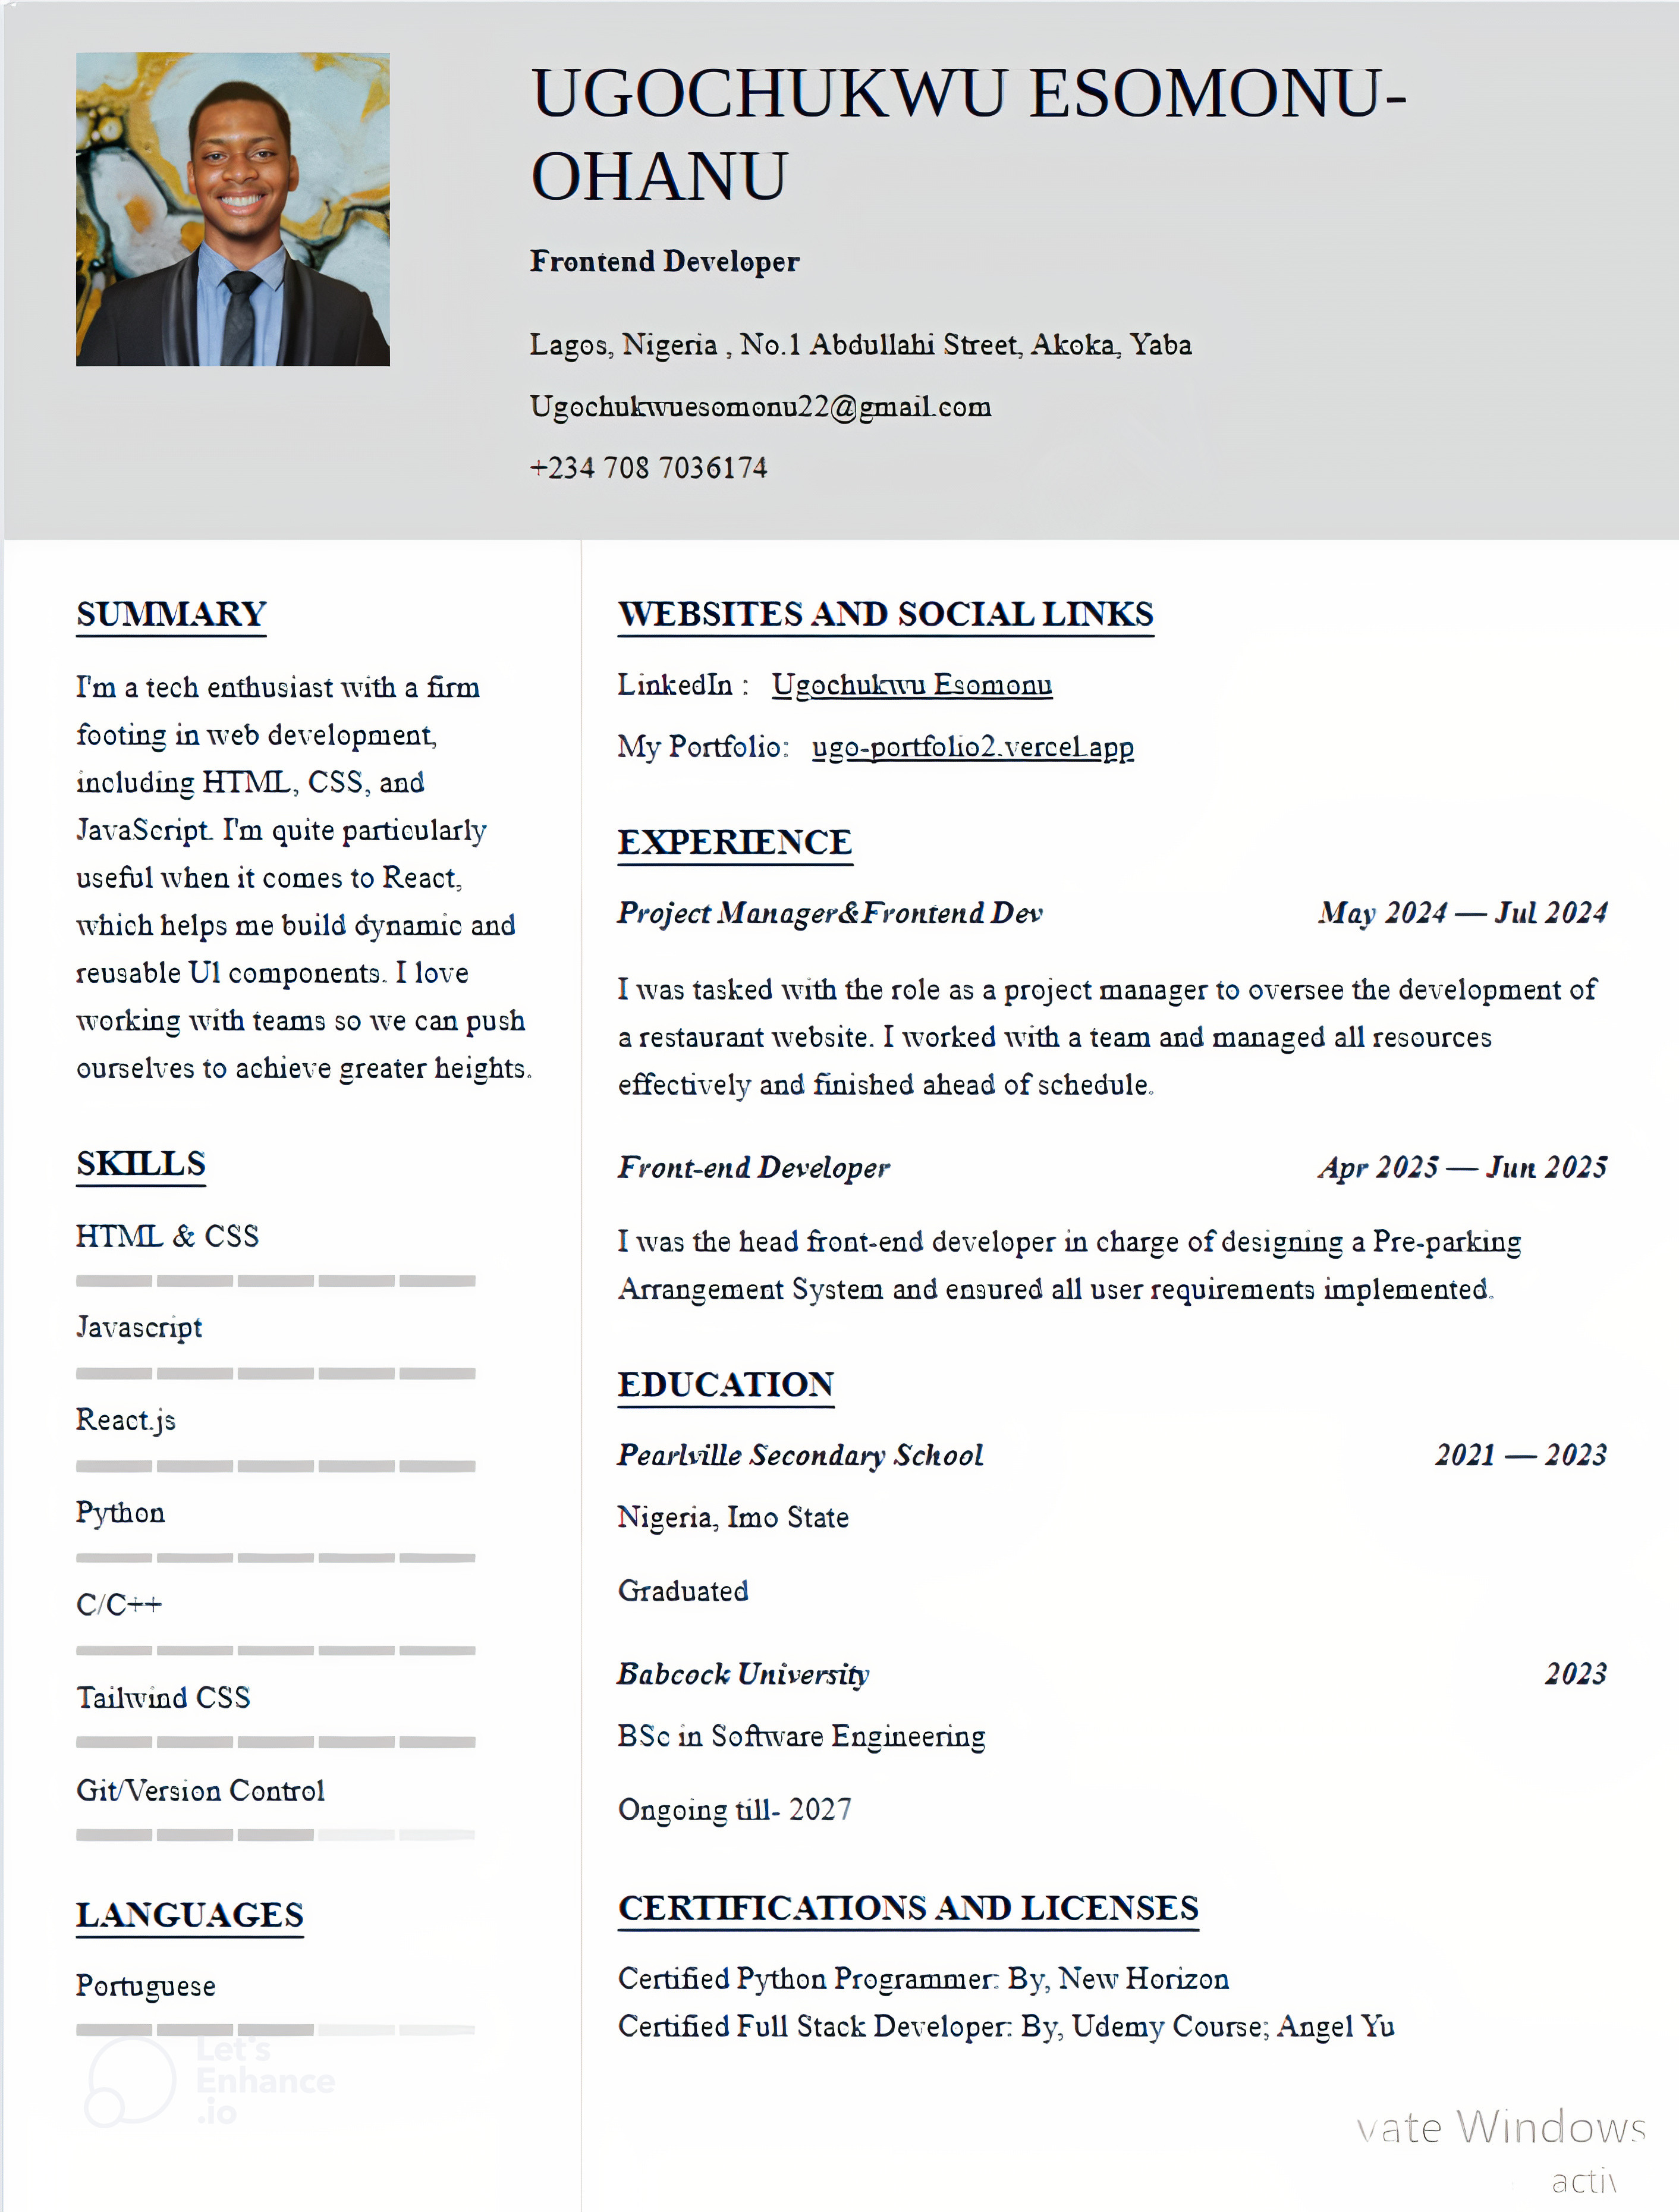 UGOCHUKWU ESOMONU-
OHANU
Frontend Developer
Lagos, Nigeria , No.1 Abdullahi Street, Akoka, Yaba
Ugochukwuesomonu22@gmail.com
+234 708 7036174
SUMMARY
I'm a tech enthusiast with a firm
footing in web development,
including HTML, CSS, and
JavaScript. I'm quite particularly
useful when it comes to React,
which helps me build dynamic and
reusable UI components. I love
working with teams so we can push
ourselves to achieve greater heights.
SKILLS
HTML & CSS
Javascript
React.js
Python
C/C++
Tailwind CSS
Git/Version Control
LANGUAGES
Portuguese
Let's
Enhance
.io
WEBSITES AND SOCIAL LINKS
LinkedIn : Ugochukwu Esomonu
My Portfolio: ugo-portfolio2.vercel.app
EXPERIENCE
Project Manager&Frontend Dev May 2024 — Jul 2024
I was tasked with the role as a project manager to oversee the development of
a restaurant website. I worked with a team and managed all resources
effectively and finished ahead of schedule.
Front-end Developer Apr 2025 — Jun 2025
I was the head front-end developer in charge of designing a Pre-parking
Arrangement System and ensured all user requirements implemented.
EDUCATION
Pearlville Secondary School 2021 — 2023
Nigeria, Imo State
Graduated
Babcock University 2023
BSc in Software Engineering
Ongoing till- 2027
CERTIFICATIONS AND LICENSES
Certified Python Programmer: By, New Horizon
Certified Full Stack Developer: By, Udemy Course; Angel Yu
vate Windows
activ